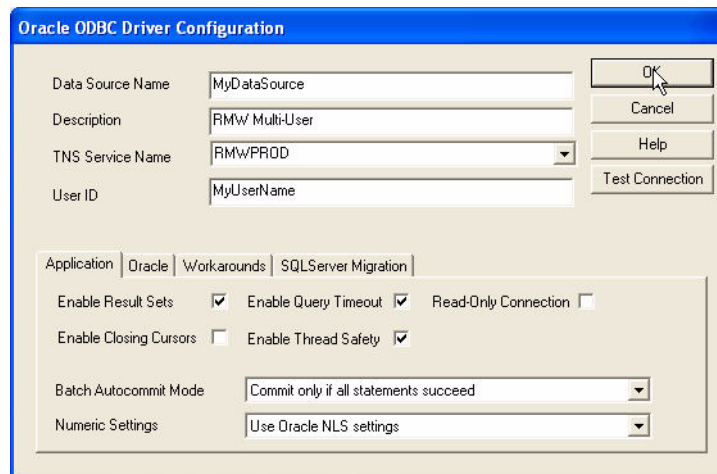 Oracle ODBC Driver Configuration
Data Source Name MyDataSource OK
Description RMW Multi-User Cancel
TNS Service Name RMWPROD Help
User ID MyUserName Test Connection
Application Oracle Workarounds SQLServer Migration
Enable Result Sets Enable Query Timeout Read-Only Connection
Enable Closing Cursors Enable Thread Safety
Batch Autocommit Mode Commit only if all statements succeed
Numeric Settings Use Oracle NLS settings